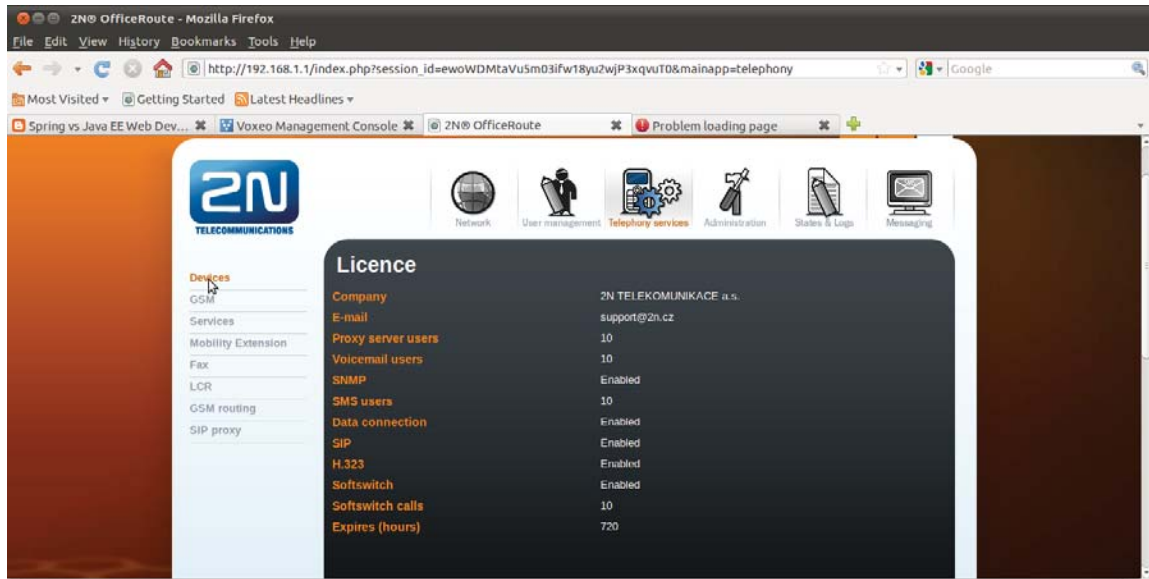 2N® OfficeRoute - Mozilla Firefox
File Edit View History Bookmarks Tools Help
http://192.168.1.1/index.php?session_id=ewoWDMtaVu5m03ifw18yu2wjP3xqvuT0&mainapp=telephony
Google
Most Visited Getting Started Latest Headlines
Spring vs Java EE Web Dev... Voxeo Management Console 2N® OfficeRoute Problem loading page
2N
TELECOMMUNICATIONS
Network User management Telephony services Administration States & Logs Messaging
Devices
GSM
Services
Mobility Extension
Fax
LCR
GSM routing
SIP proxy
Licence
Company 2N TELEKOMUNIKACE a.s.
E-mail support@2n.cz
Proxy server users 10
Voicemail users 10
SNMP Enabled
SMS users 10
Data connection Enabled
SIP Enabled
H.323 Enabled
Softswitch Enabled
Softswitch calls 10
Expires (hours) 720